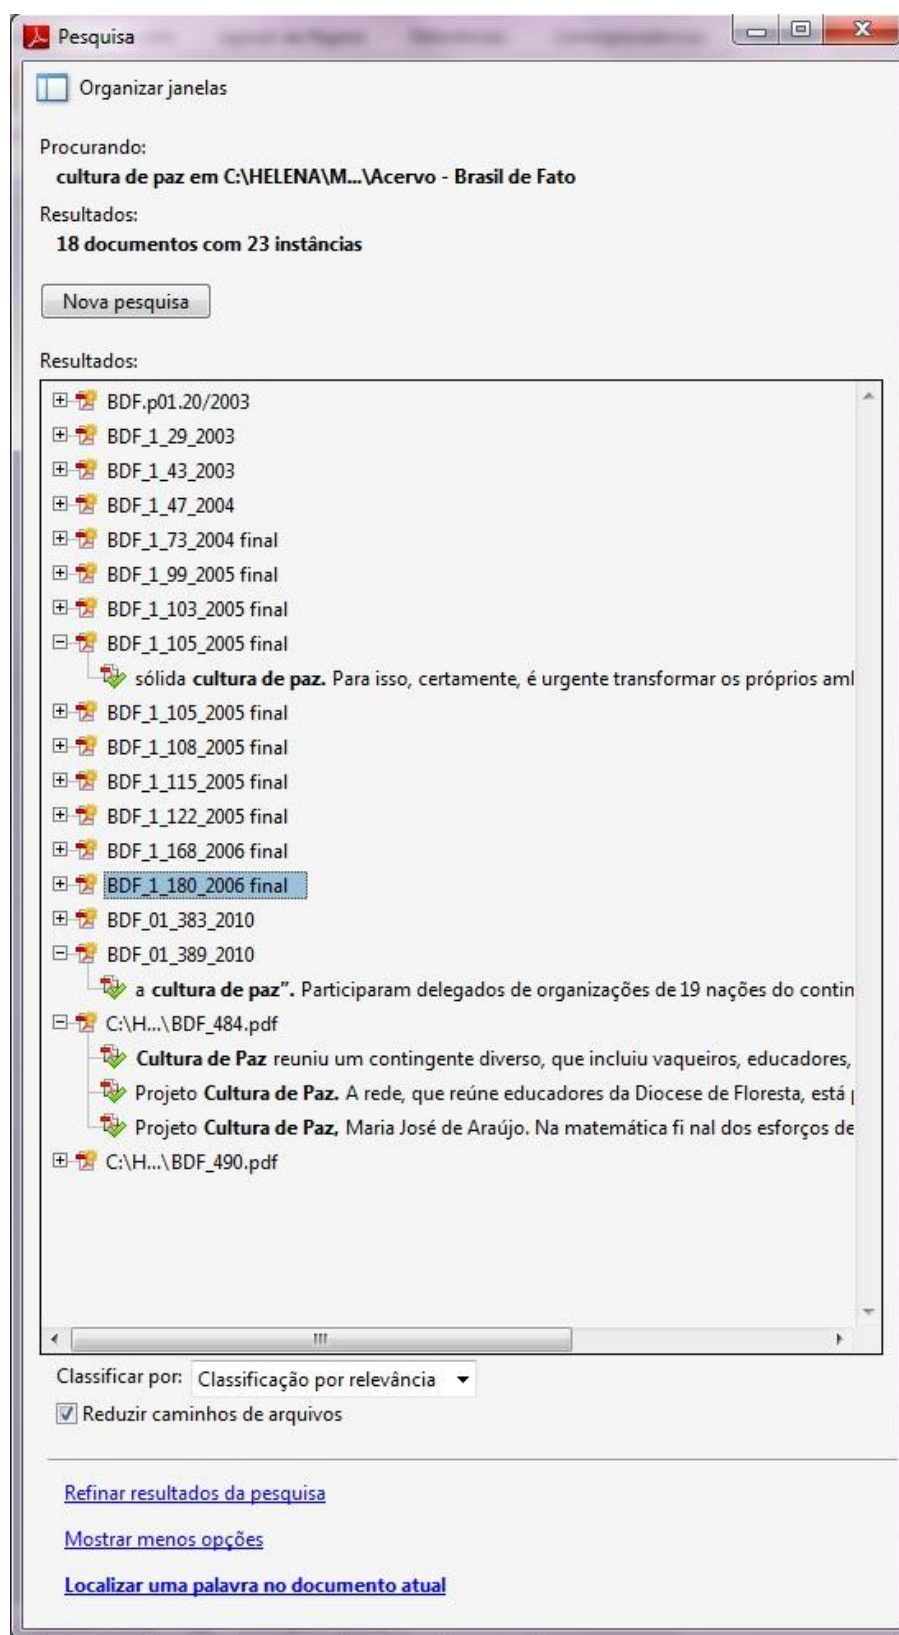 Pesquisa
Organizar janelas
Procurando:
cultura de paz em C:\HELENA\M...\Acervo - Brasil de Fato
Resultados:
18 documentos com 23 instâncias
Nova pesquisa
Resultados:
BDF.p01.20/2003
BDF_1_29_2003
BDF_1_43_2003
BDF_1_47_2004
BDF_1_73_2004 final
BDF_1_99_2005 final
BDF_1_103_2005 final
BDF_1_105_2005 final
sólida cultura de paz. Para isso, certamente, é urgente transformar os próprios
BDF_1_105_2005 final
BDF_1_108_2005 final
BDF_1_115_2005 final
BDF_1_122_2005 final
BDF_1_168_2006 final
BDF_1_180_2006 final
BDF_01_383_2010
BDF_01_389_2010
a cultura de paz”. Participaram delegados de organizações de 19 nações do contin
C:\H...\BDF_484.pdf
Cultura de Paz reuniu um contingente diverso, que incluiu vaqueiros, educadores,
Projeto Cultura de Paz. A rede, que reúne educadores da Diocese de Floresta, está
Projeto Cultura de Paz, Maria José de Araújo. Na matemática fi nal dos esforços de
C:\H...\BDF_490.pdf
Classificar por: Classificação por relevância
Reduzir caminhos de arquivos
Refinar resultados da pesquisa
Mostrar menos opções
Localizar uma palavra no documento atual